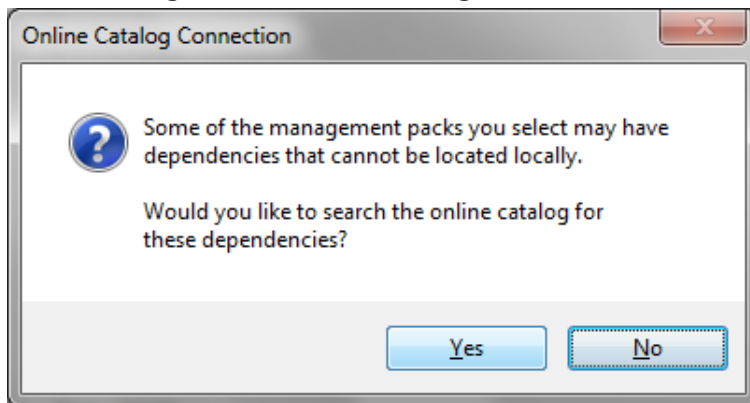 Online Catalog Connection
Some of the management packs you select may have
dependencies that cannot be located locally.
Would you like to search the online catalog for
these dependencies?
Yes
No